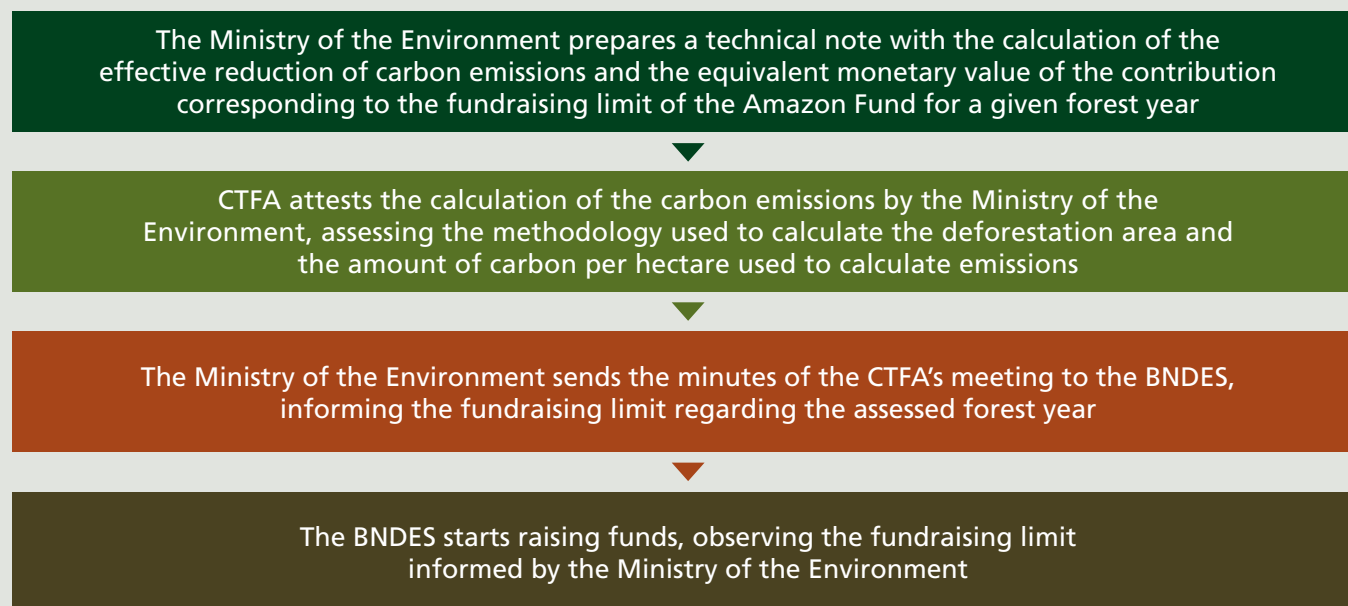 The Ministry of the Environment prepares a technical note with the calculation of the
effective reduction of carbon emissions and the equivalent monetary value of the contribution
corresponding to the fundraising limit of the Amazon Fund for a given forest year
CTFA attests the calculation of the carbon emissions by the Ministry of the
Environment, assessing the methodology used to calculate the deforestation area and
the amount of carbon per hectare used to calculate emissions
The Ministry of the Environment sends the minutes of the CTFA’s meeting to the BNDES,
informing the fundraising limit regarding the assessed forest year
The BNDES starts raising funds, observing the fundraising limit
informed by the Ministry of the Environment